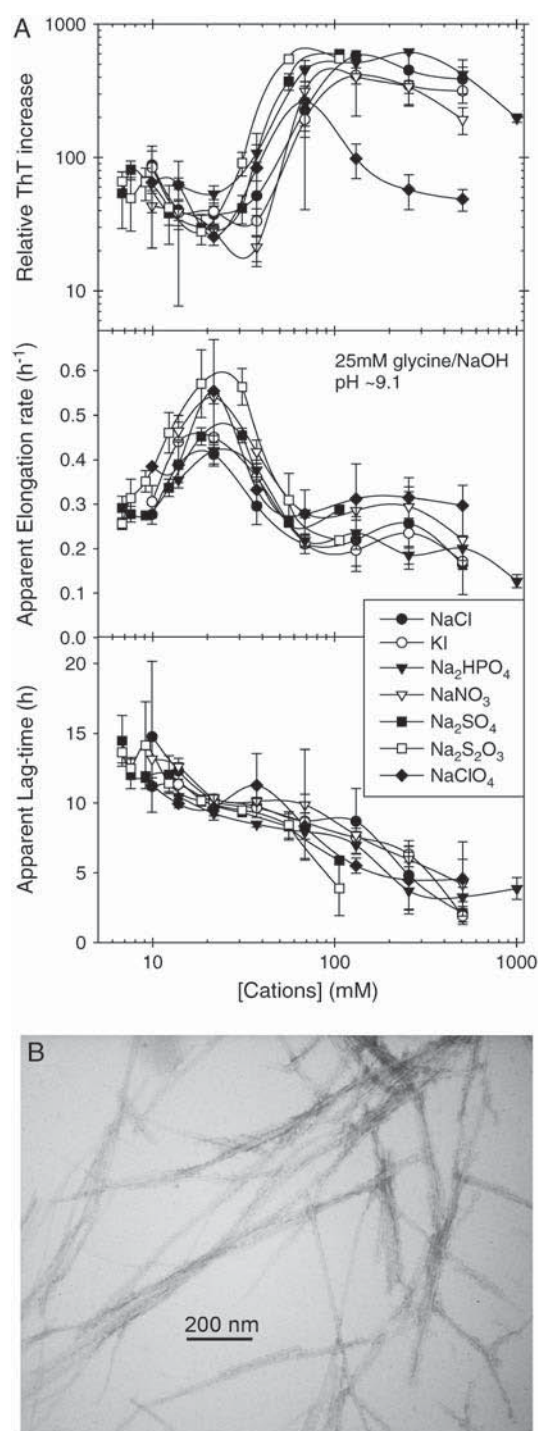 A
1000
100
10
Relative ThT increase
25mM glycine/NaOH
pH ~9.1
0.6
0.5
0.4
0.3
0.2
0.1
0.0
Apparent Elongation rate (h⁻¹)
NaCl
KI
Na₂HPO₄
NaNO₃
Na₂SO₄
Na₂S₂O₃
NaClO₄
20
15
10
5
0
Apparent Lag-time (h)
10
100
1000
[Cations] (mM)
B
200 nm